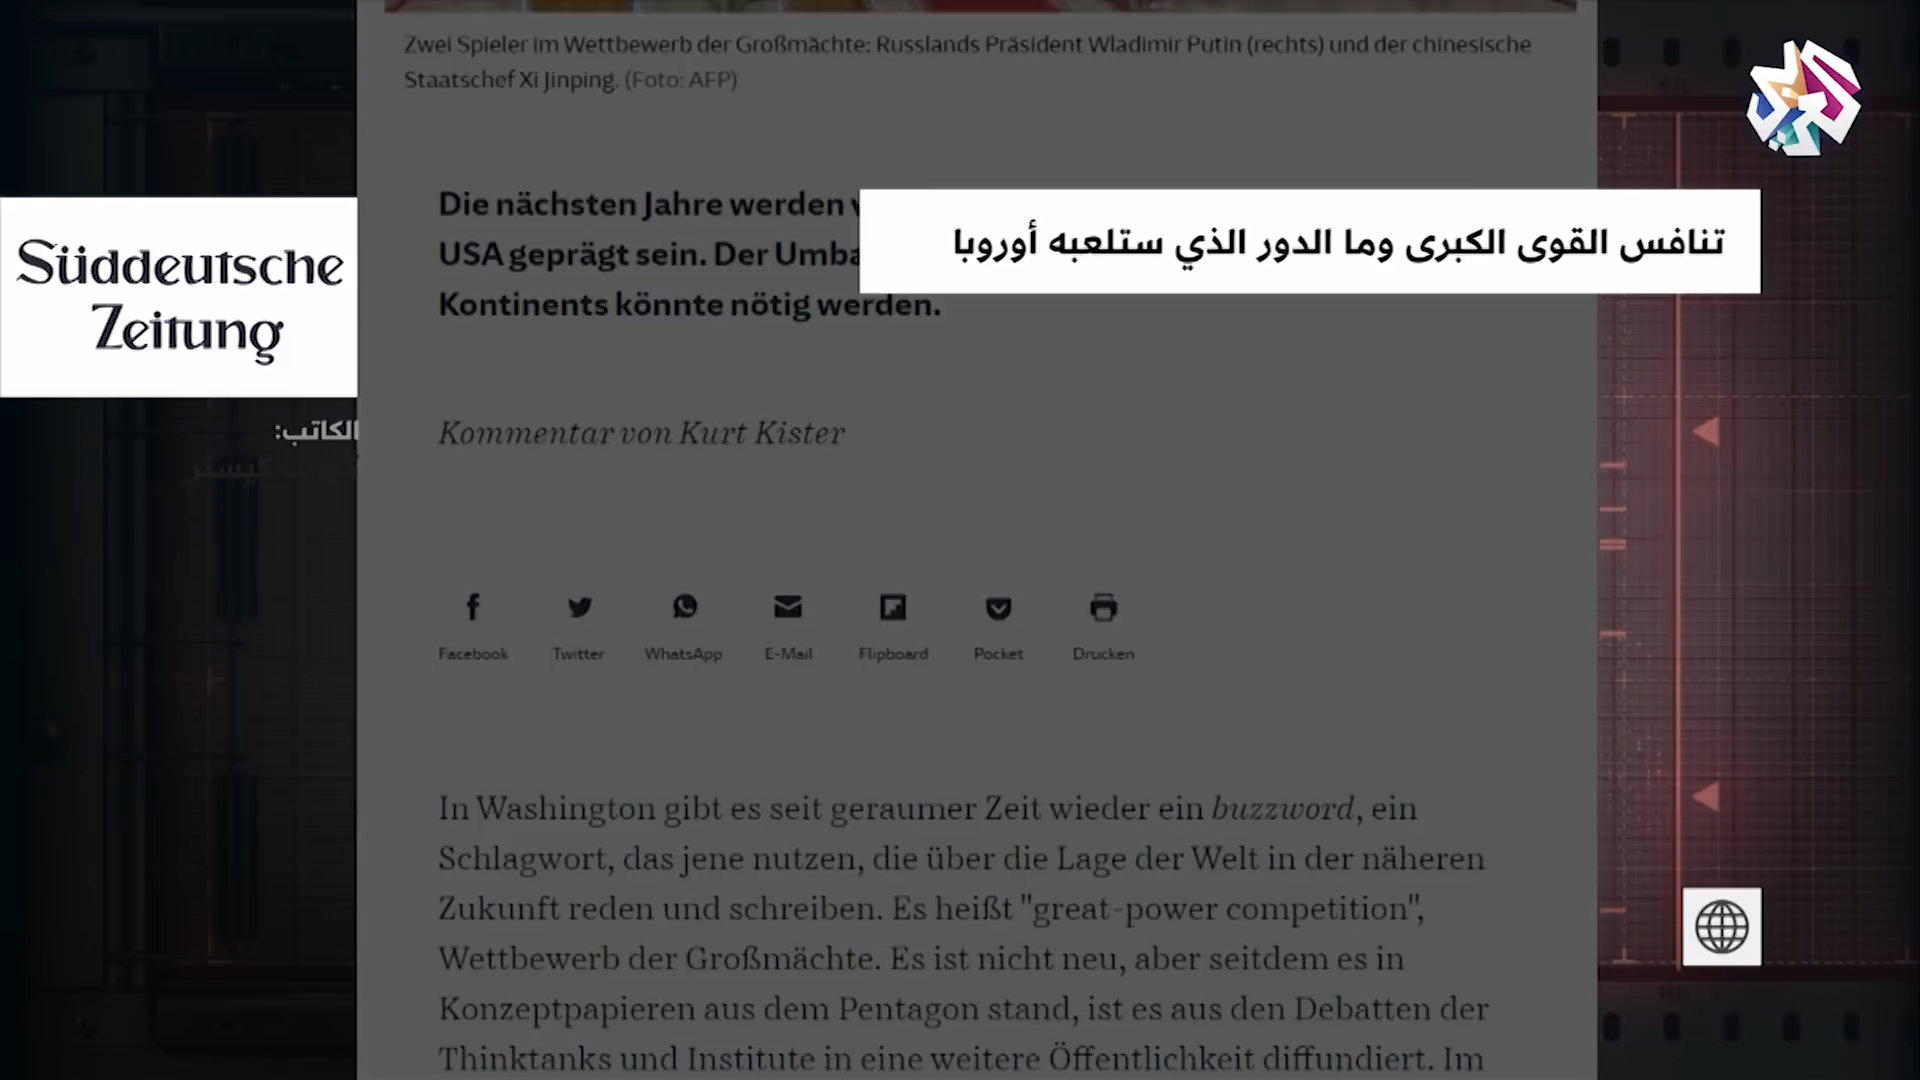 Zwei Spieler im Wettbewerb der Großmächte: Russlands Präsident Wladimir Putin (rechts) und der chinesische
Staatschef Xi Jinping. (Foto: AFP)
Die nächsten Jahre werden
USA geprägt sein. Der Umba
Kontinents könnte nötig werden.
تنافس القوى الكبرى وما الدور الذي ستلعبه أوروبا
Süddeutsche
Zeitung
الكاتب:
كيستر
Kommentar von Kurt Kister
Facebook Twitter WhatsApp E-Mail Flipboard Pocket Drucken
In Washington gibt es seit geraumer Zeit wieder ein buzzword, ein
Schlagwort, das jene nutzen, die über die Lage der Welt in der näheren
Zukunft reden und schreiben. Es heißt "great-power competition",
Wettbewerb der Großmächte. Es ist nicht neu, aber seitdem es in
Konzeptpapieren aus dem Pentagon stand, ist es aus den Debatten der
Thinktanks und Institute in eine weitere Öffentlichkeit diffundiert. Im